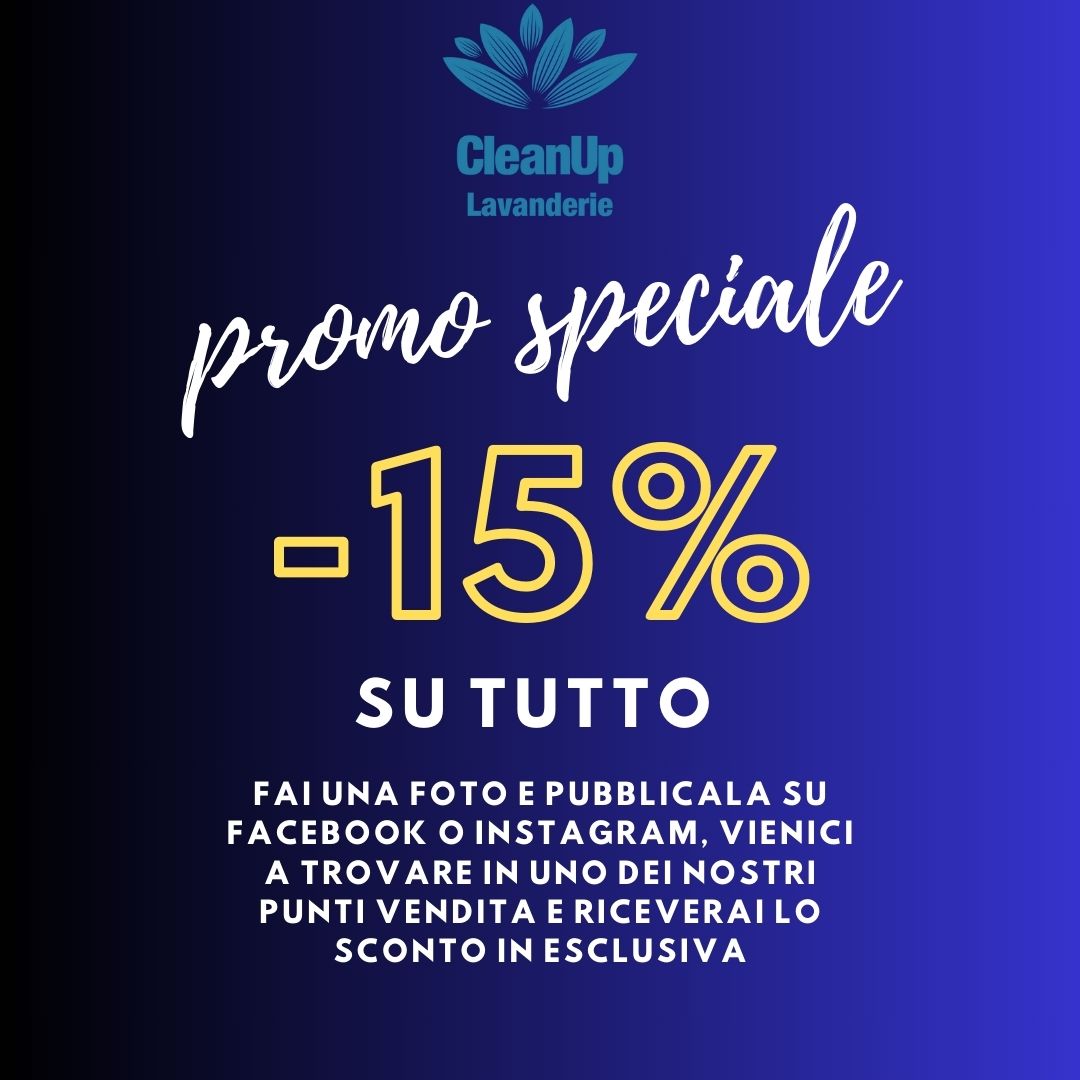 CleanUp
Lavanderie
promo speciale
-15%
SU TUTTO
FAI UNA FOTO E PUBBLICALA SU
FACEBOOK O INSTAGRAM, VIENICI
A TROVARE IN UNO DEI NOSTRI
PUNTI VENDITA E RICEVERAI LO
SCONTO IN ESCLUSIVA